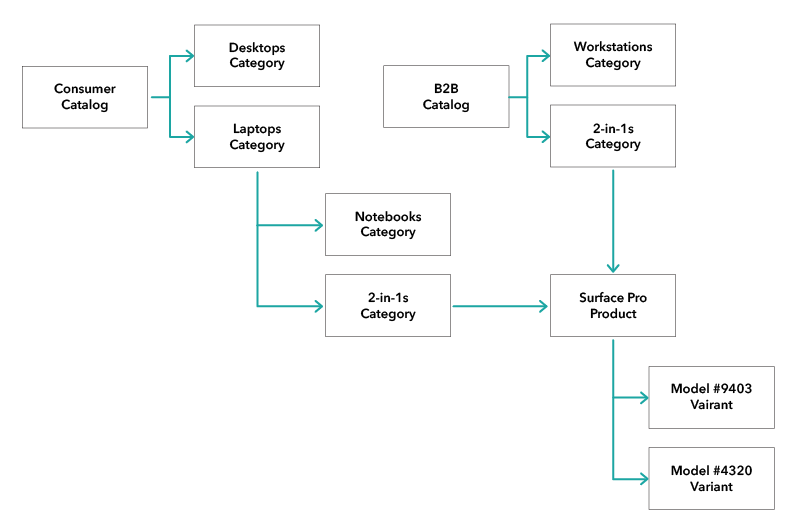 Consumer
Catalog
Desktops
Category
Laptops
Category
B2B
Catalog
Workstations
Category
2-in-1s
Category
Notebooks
Category
2-in-1s
Category
Surface Pro
Product
Model #9403
Vairant
Model #4320
Variant